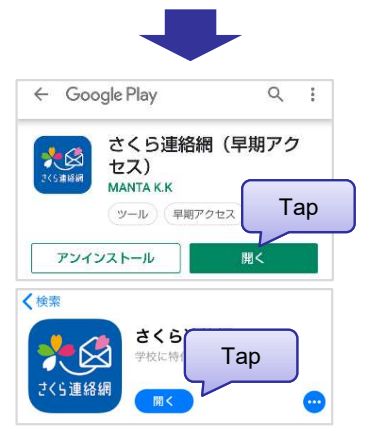 ← Google Play
さくら連絡網（早期アク
セス）
さくら連絡網
MANTA K.K
ツール 早期アクセス
Tap
アンインストール 開く
検索
さくら
学校に特
Tap
さくら連絡網
開く